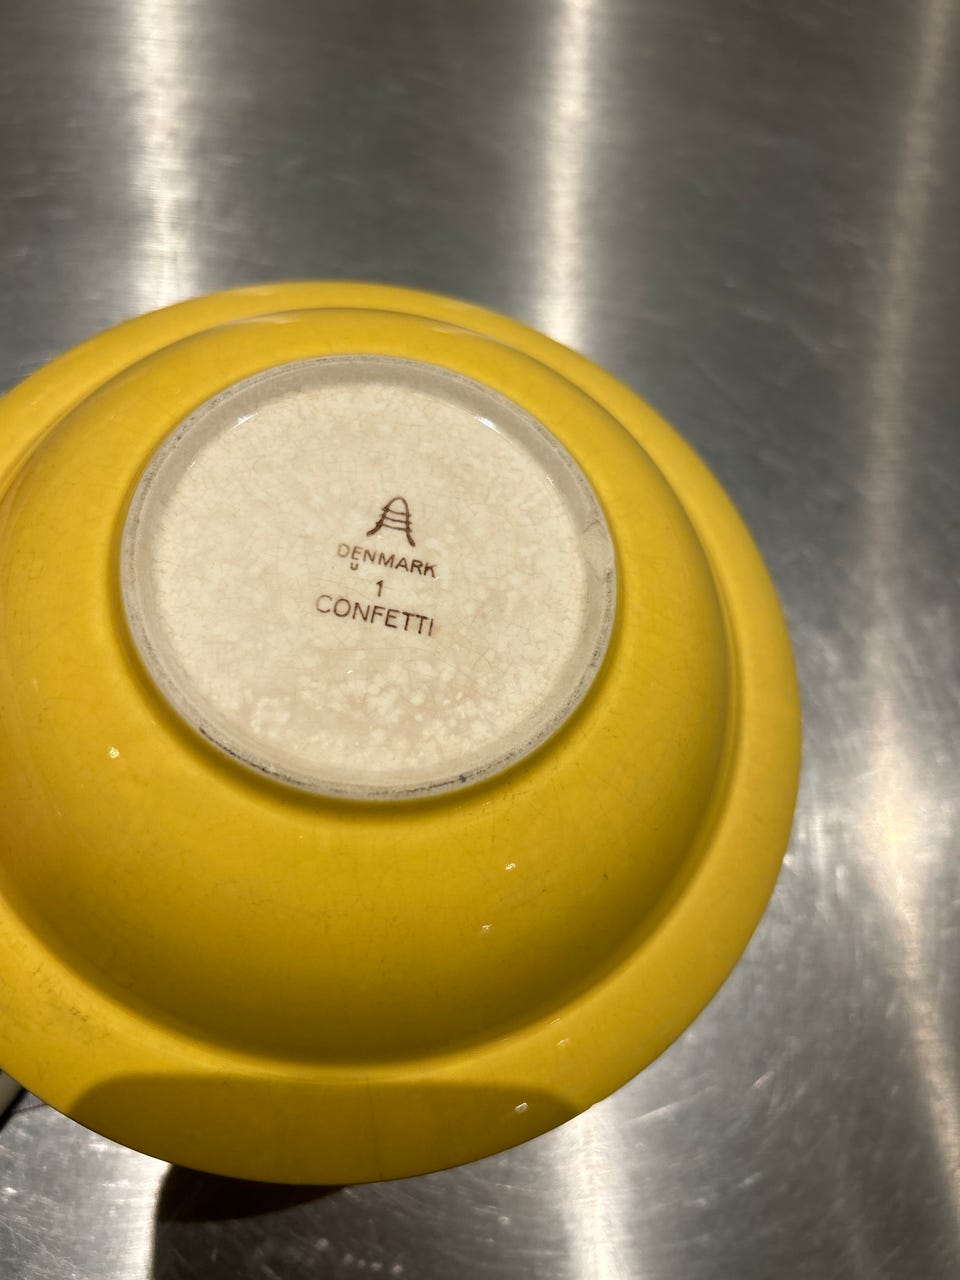 DENMARK
U
1
CONFETTI